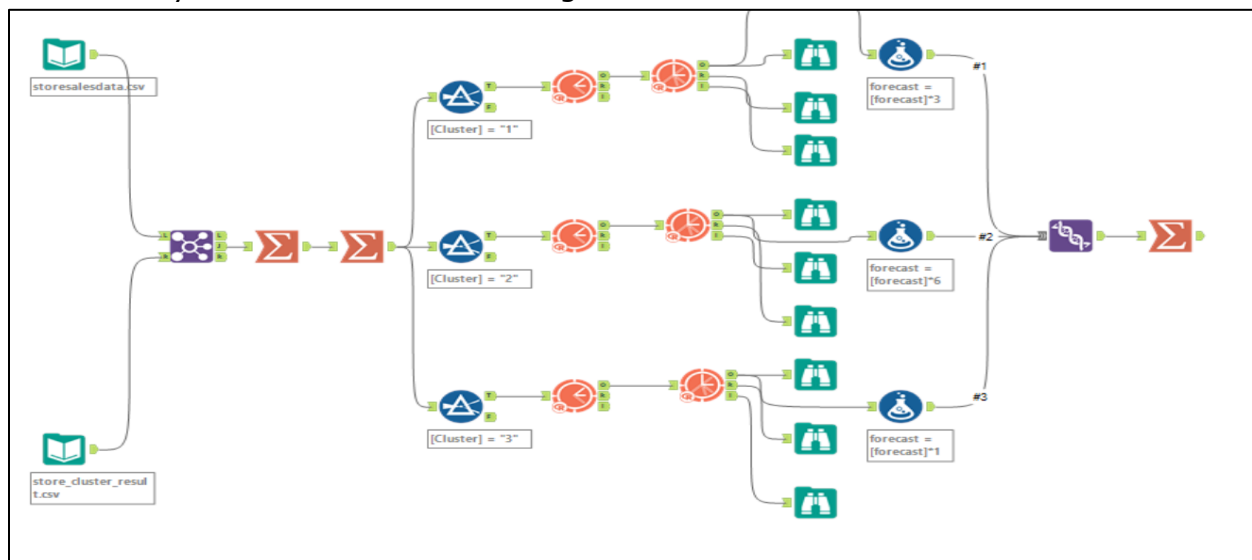 storesalesdata.csv
store_cluster_resul
t.csv
[Cluster] = "1"
[Cluster] = "2"
[Cluster] = "3"
forecast =
[forecast]*3
forecast =
[forecast]*6
forecast =
[forecast]*1
#1
#2
#3